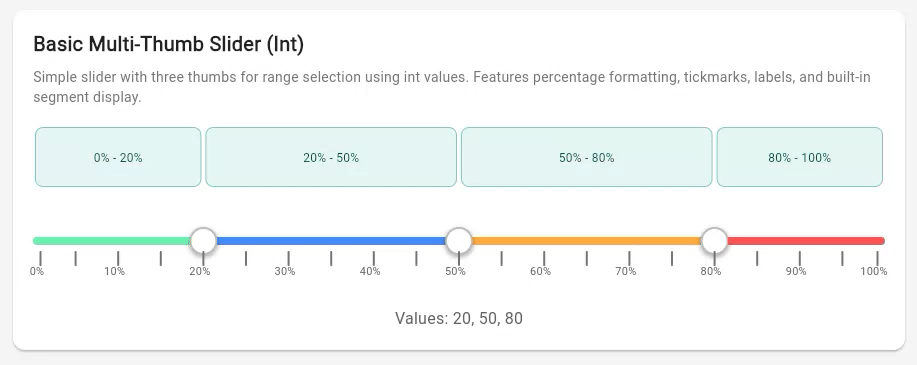 Basic Multi-Thumb Slider (Int)
Simple slider with three thumbs for range selection using int values. Features percentage formatting, tickmarks, labels, and built-in
segment display.
0% - 20% 20% - 50% 50% - 80% 80% - 100%
0% 10% 20% 30% 40% 50% 60% 70% 80% 90% 100%
Values: 20, 50, 80